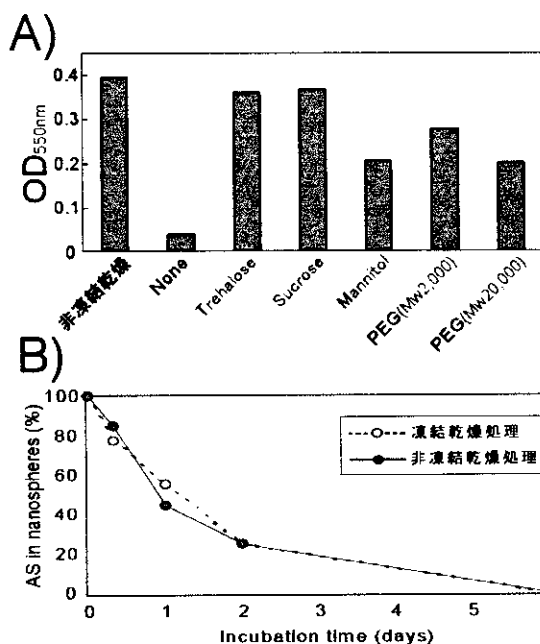 A)
OD550nm
0.4
0.3
0.2
0.1
0
非凍結乾燥
None
Trehalose
Sucrose
Mannitol
PEG(Mw2,000)
PEG(Mw20,000)
B)
AS in nanospheres (%)
100
80
60
40
20
0
凍結乾燥処理
非凍結乾燥処理
0
1
2
3
4
5
Incubation time (days)